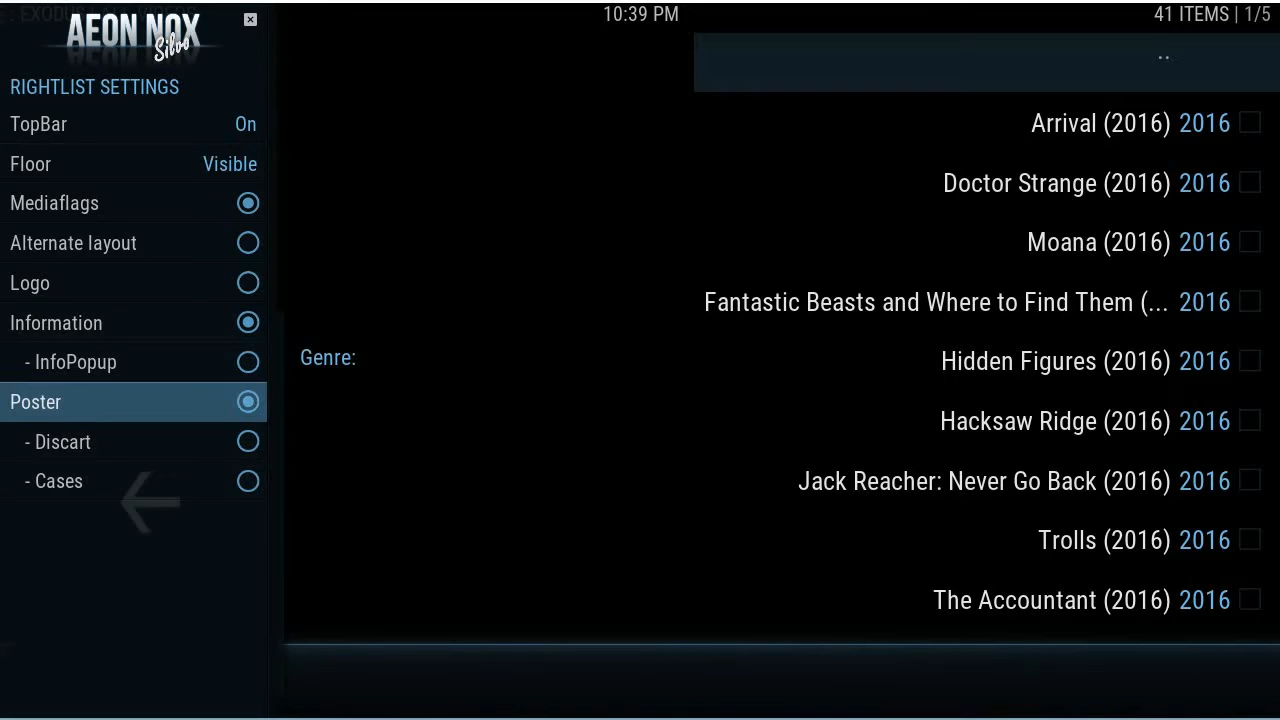 AEON NOX
Silvo
10:39 PM
41 ITEMS | 1/5
RIGHTLIST SETTINGS
TopBar On
Floor Visible
Mediaflags
Alternate layout
Logo
Information
- InfoPopup
Poster
- Discart
- Cases
Genre:
..
Arrival (2016) 2016
Doctor Strange (2016) 2016
Moana (2016) 2016
Fantastic Beasts and Where to Find Them (... 2016
Hidden Figures (2016) 2016
Hacksaw Ridge (2016) 2016
Jack Reacher: Never Go Back (2016) 2016
Trolls (2016) 2016
The Accountant (2016) 2016